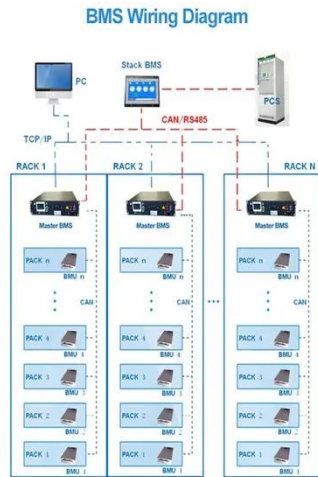 BMS Wiring Diagram
Stack BMS
PC
PCS
CAN/RS485
TCP/IP
RACK 1
RACK 2
RACK N
Master BMS
Master BMS
Master BMS
PACK n
BMU n
PACK n
BMU n
PACK n
BMU n
CAN
CAN
CAN
...
PACK 4
BMU 4
PACK 4
BMU 4
PACK 4
BMU 4
PACK 3
BMU 3
PACK 3
BMU 3
PACK 3
BMU 3
PACK 2
BMU 2
PACK 2
BMU 2
PACK 2
BMU 2
PACK 1
BMU 1
PACK 1
BMU 1
PACK 1
BMU 1